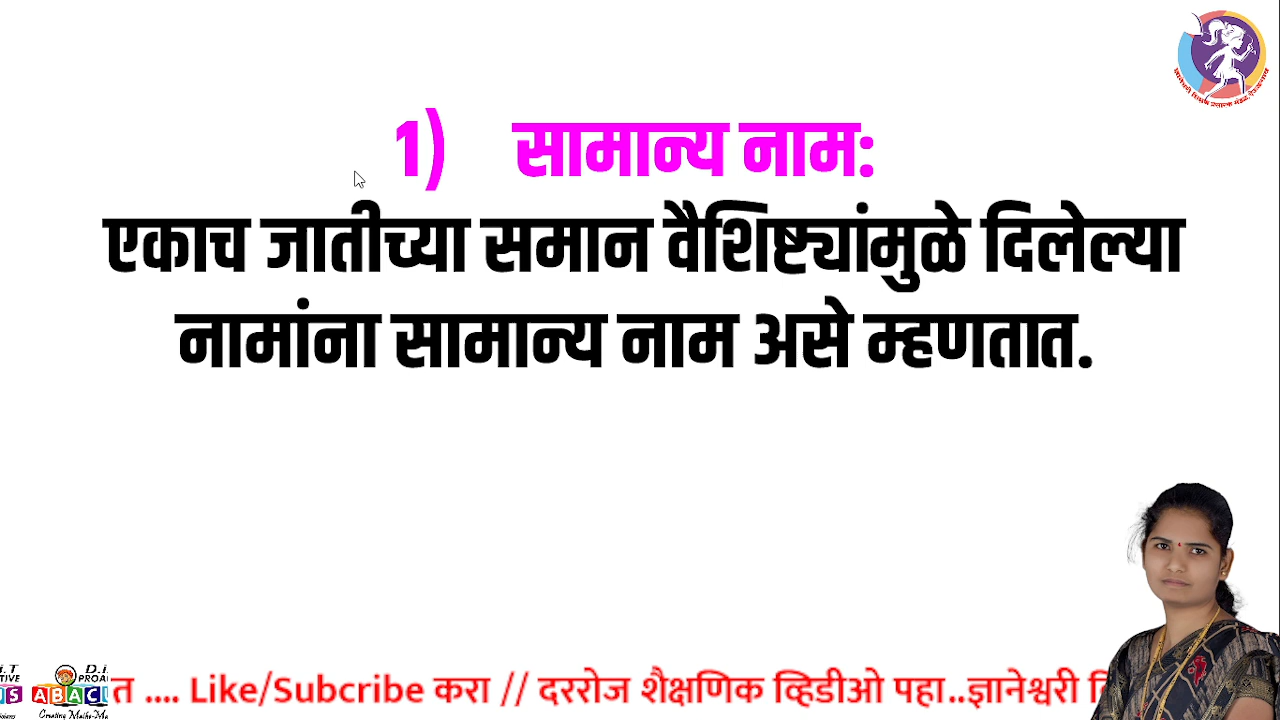 1) सामान्य नाम:
एकाच जातीच्या समान वैशिष्ट्यांमुळे दिलेल्या
नामांना सामान्य नाम असे म्हणतात.
त .... Like/Subcribe करा // दररोज शैक्षणिक व्हिडीओ पहा..ज्ञानेश्वरी